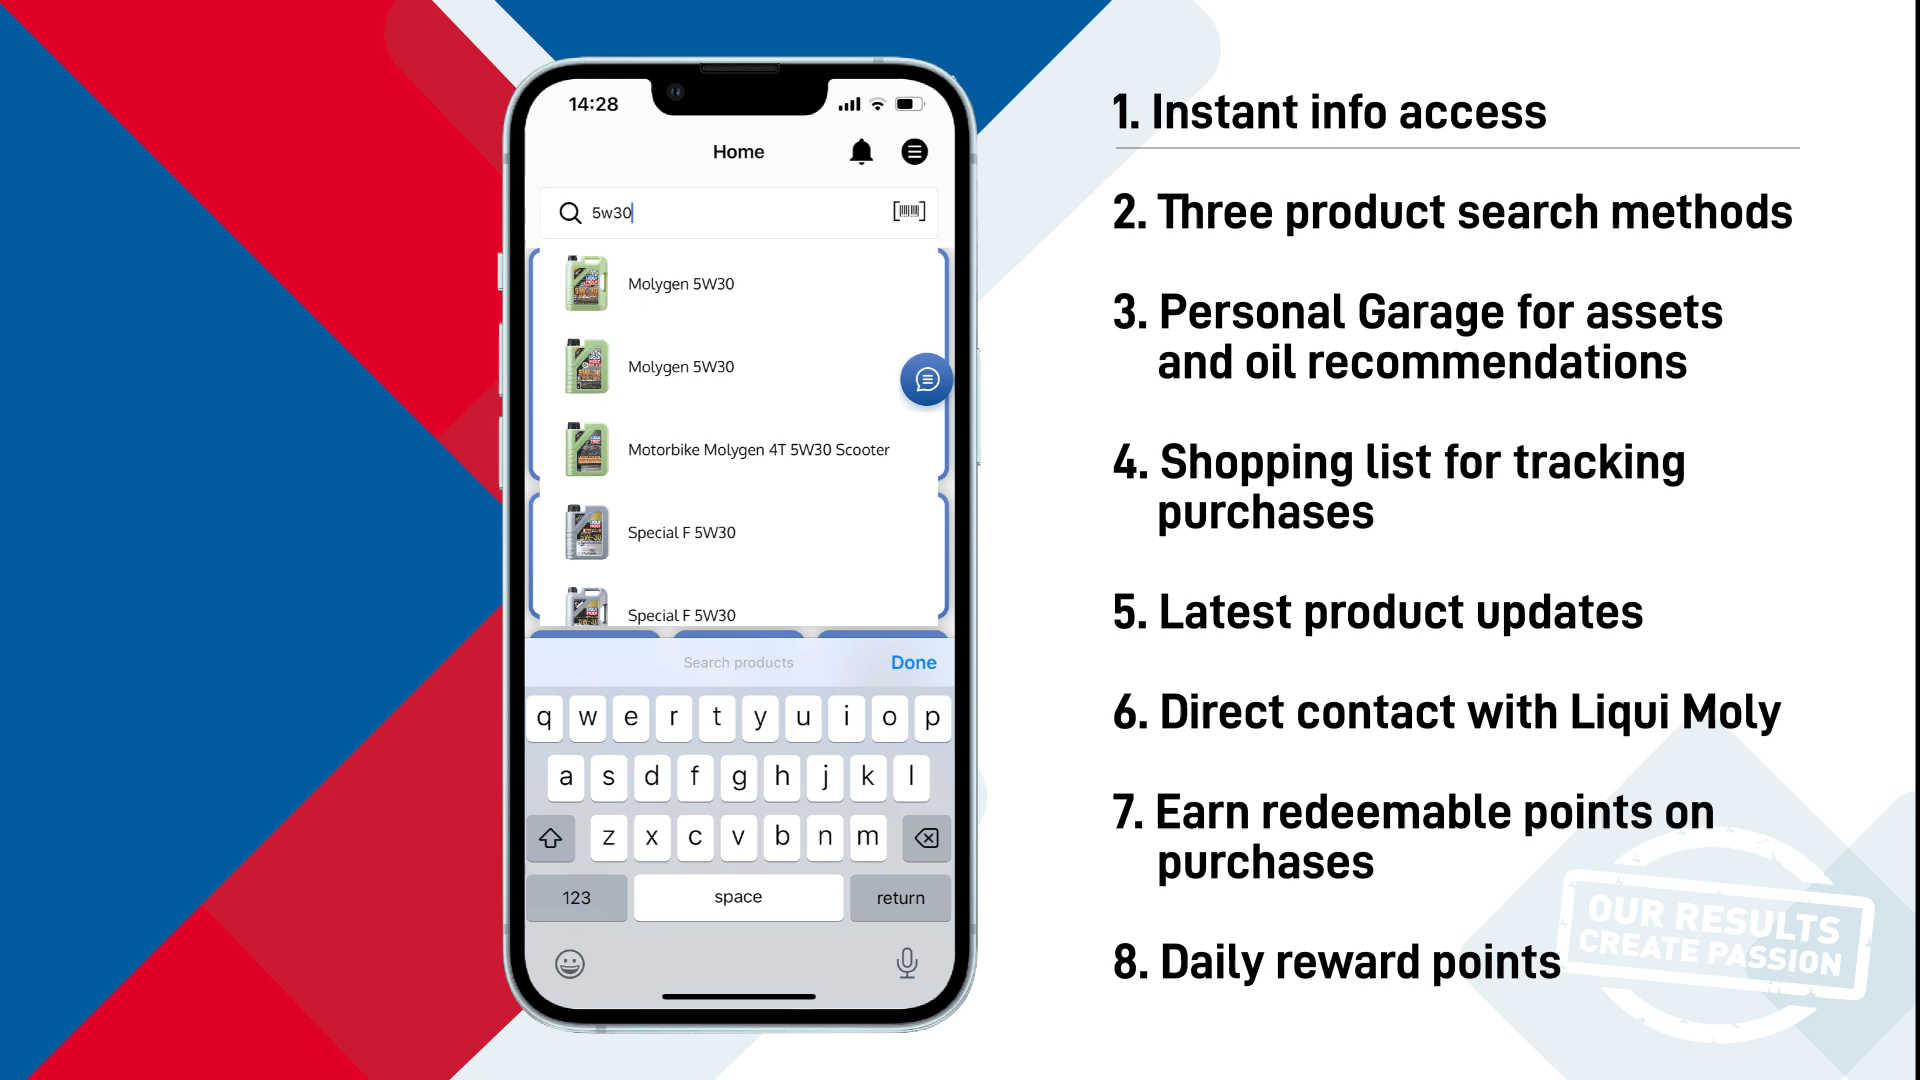 14:28
Home
5w30
Molygen 5W30
Molygen 5W30
Motorbike Molygen 4T 5W30 Scooter
Special F 5W30
Special F 5W30
Search products
Done
q w e r t y u i o p
a s d f g h j k l
z x c v b n m
123 space return
1. Instant info access
2. Three product search methods
3. Personal Garage for assets
and oil recommendations
4. Shopping list for tracking
purchases
5. Latest product updates
6. Direct contact with Liqui Moly
7. Earn redeemable points on
purchases
8. Daily reward points
OUR RESULTS
CREATE PASSION